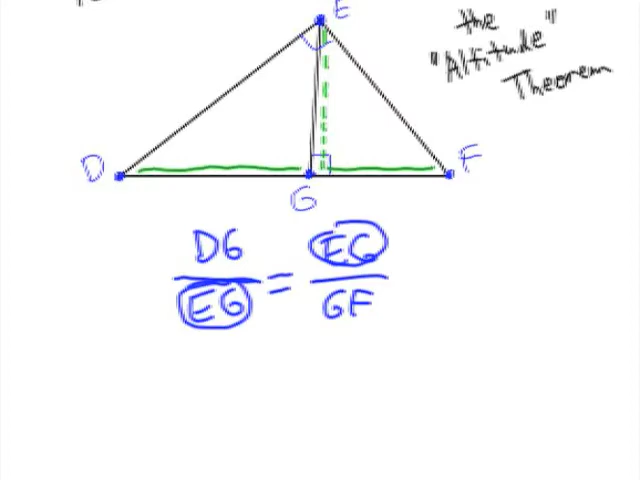 E
the
"Altitude"
Theorem
D
F
G
DG = EG
EG GF